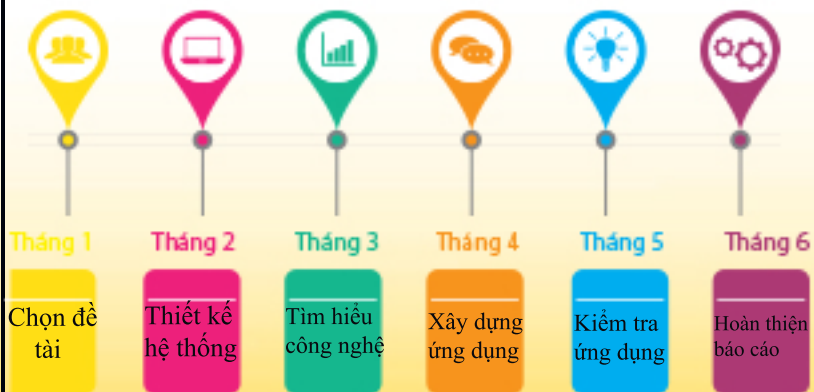 Tháng 1
Tháng 2
Tháng 3
Tháng 4
Tháng 5
Tháng 6
Chọn đề
tài
Thiết kế
hệ thống
Tìm hiểu
công nghệ
Xây dựng
ứng dụng
Kiểm tra
ứng dụng
Hoàn thiện
báo cáo